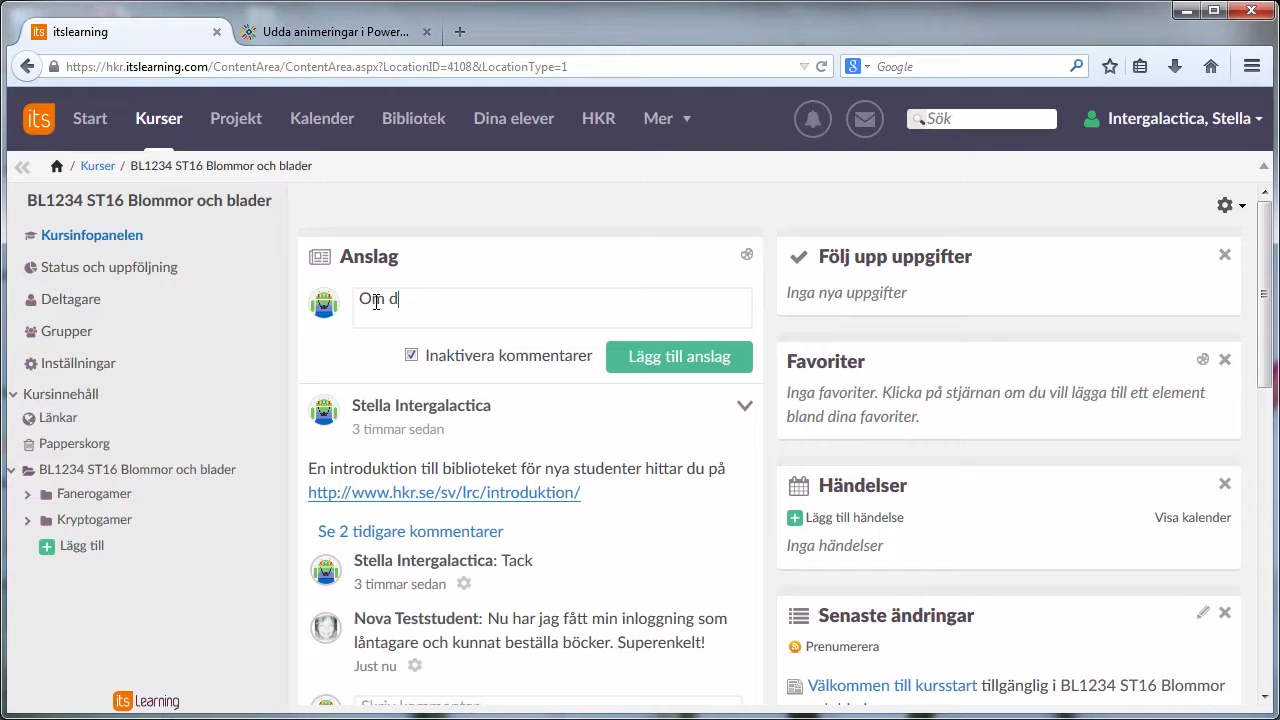 its itslearning
Udda animeringar i Power...
https://hkr.itslearning.com/ContentArea/ContentArea.aspx?LocationID=4108&LocationType=1
Google
its
Start
Kurser
Projekt
Kalender
Bibliotek
Dina elever
HKR
Mer
Sök
Intergalactica, Stella
/ Kurser / BL1234 ST16 Blommor och blader
BL1234 ST16 Blommor och blader
Kursinfopanelen
Status och uppföljning
Deltagare
Grupper
Inställningar
Kursinnehåll
Länkar
Papperskorg
BL1234 ST16 Blommor och blader
Fanerogamer
Kryptogamer
Lägg till
its Learning
Anslag
Om d
Inaktivera kommentarer
Lägg till anslag
Stella Intergalactica
3 timmar sedan
En introduktion till biblioteket för nya studenter hittar du på
http://www.hkr.se/sv/lrc/introduktion/
Se 2 tidigare kommentarer
Stella Intergalactica: Tack
3 timmar sedan
Nova Teststudent: Nu har jag fått min inloggning som
låntagare och kunnat beställa böcker. Superenkelt!
Just nu
Skriv kommentar
Följ upp uppgifter
Inga nya uppgifter
Favoriter
Inga favoriter. Klicka på stjärnan om du vill lägga till ett element
bland dina favoriter.
Händelser
Lägg till händelse
Visa kalender
Inga händelser
Senaste ändringar
Prenumerera
Välkommen till kursstart tillgänglig i BL1234 ST16 Blommor